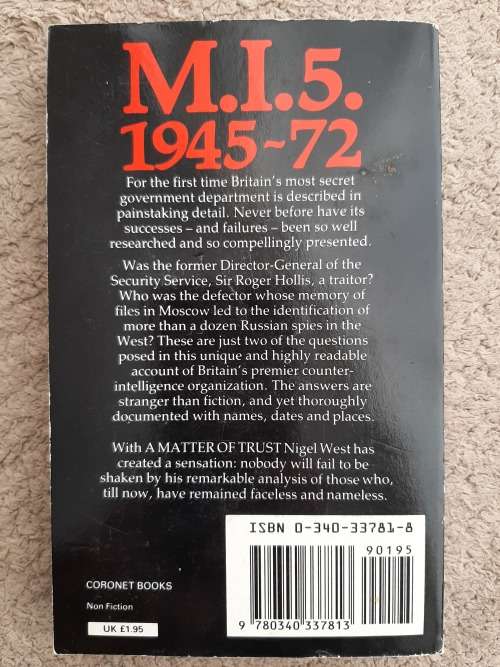 M.I.5.
1945~72
For the first time Britain's most secret
government department is described in
painstaking detail. Never before have its
successes – and failures – been so well
researched and so compellingly presented.
Was the former Director-General of the
Security Service, Sir Roger Hollis, a traitor?
Who was the defector whose memory of
files in Moscow led to the identification of
more than a dozen Russian spies in the
West? These are just two of the questions
posed in this unique and highly readable
account of Britain's premier counter-
intelligence organization. The answers are
stranger than fiction, and yet thoroughly
documented with names, dates and places.
With A MATTER OF TRUST Nigel West has
created a sensation: nobody will fail to be
shaken by his remarkable analysis of those who,
till now, have remained faceless and nameless.
ISBN 0-340-33781-8
90195
9 780340 337813
CORONET BOOKS
Non Fiction
UK £1.95